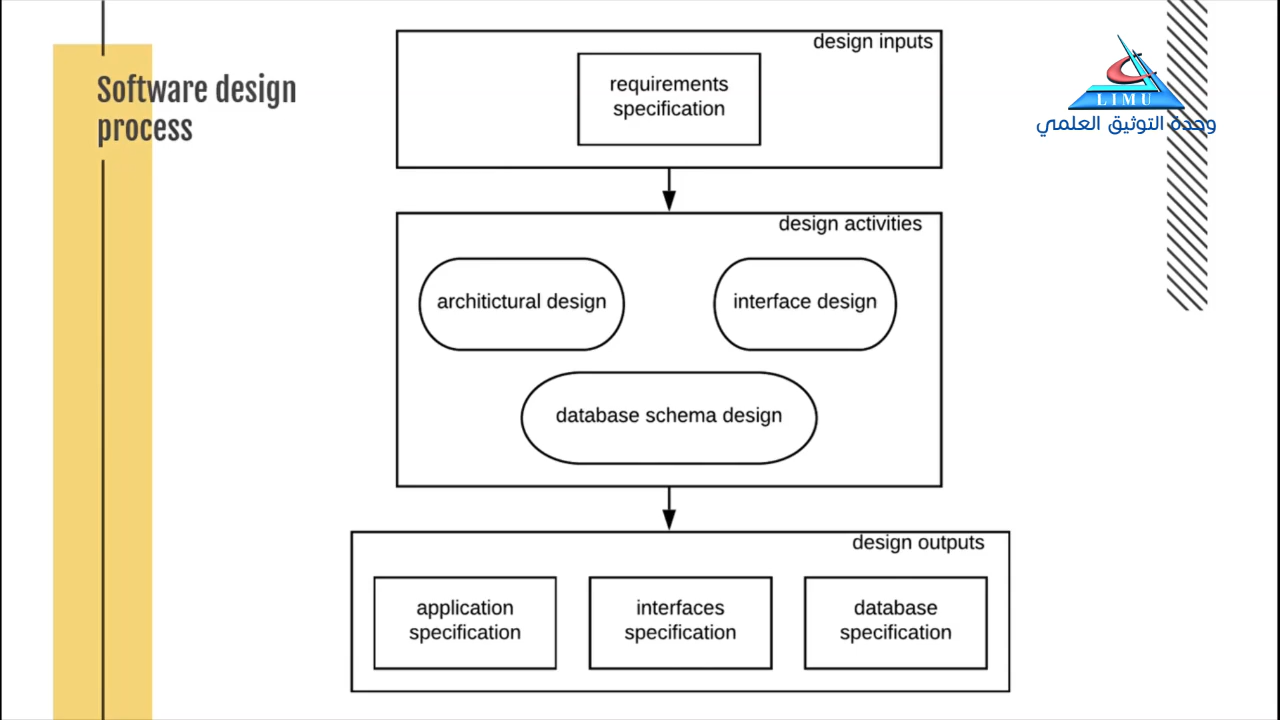 Software design
process
design inputs
requirements
specification
LIMU
وحدة التوثيق العلمي
design activities
architictural design
interface design
database schema design
design outputs
application
specification
interfaces
specification
database
specification